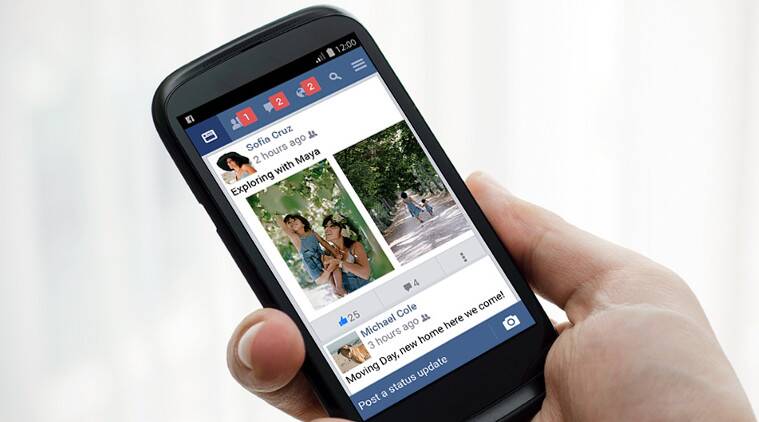 12:00
1
2
2
Sofia Cruz
2 hours ago
Exploring with Maya
25
4
Michael Cole
3 hours ago
Moving Day, new home here we come!
Post a status update